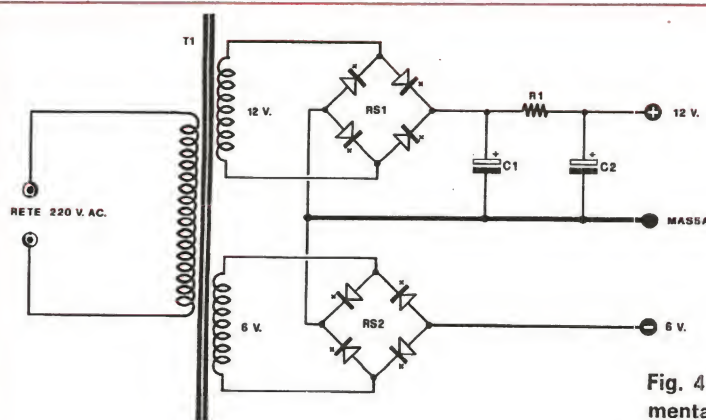 T1
12 V.
RS1
R1
+ 12 V.
+
C1
+
C2
RETE 220 V. AC.
MASSA
6 V.
RS2
- 6 V.
Fig. 4
menta